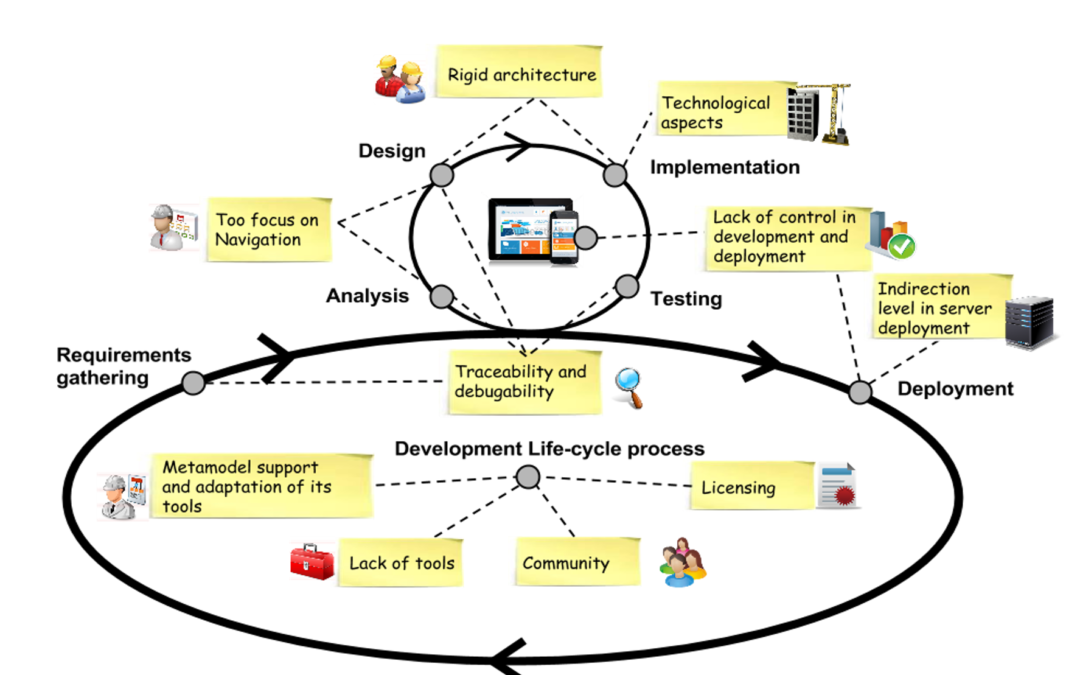 Rigid architecture
Technological
aspects
Design
Implementation
Too focus on
Navigation
Lack of control in
development and
deployment
Analysis
Testing
Indirection
level in server
deployment
Requirements
gathering
Traceability and
debugability
Deployment
Development Life-cycle process
Metamodel support
and adaptation of its
tools
Licensing
Lack of tools
Community